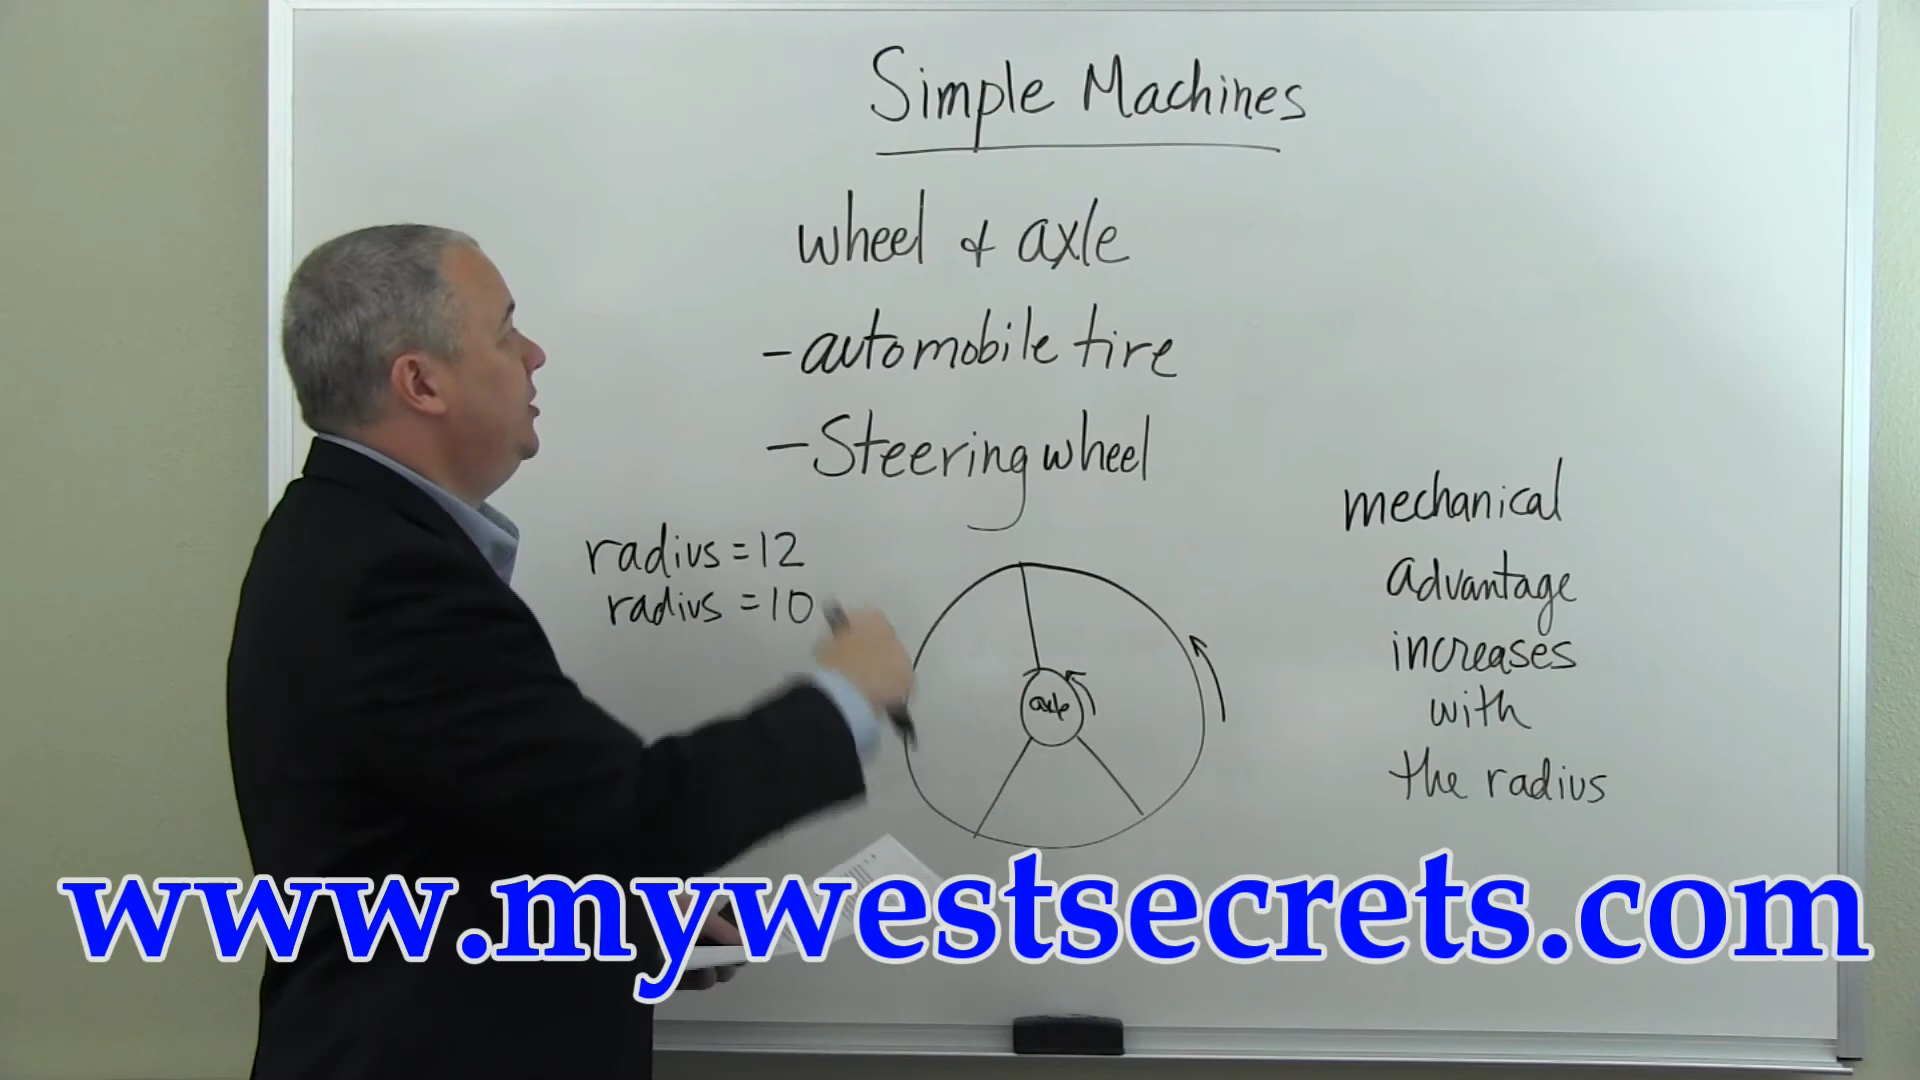 Simple Machines
wheel & axle
- automobile tire
- Steering wheel
radius = 12
radius = 10
axle
mechanical
advantage
increases
with
the radius
www.mywestsecrets.com